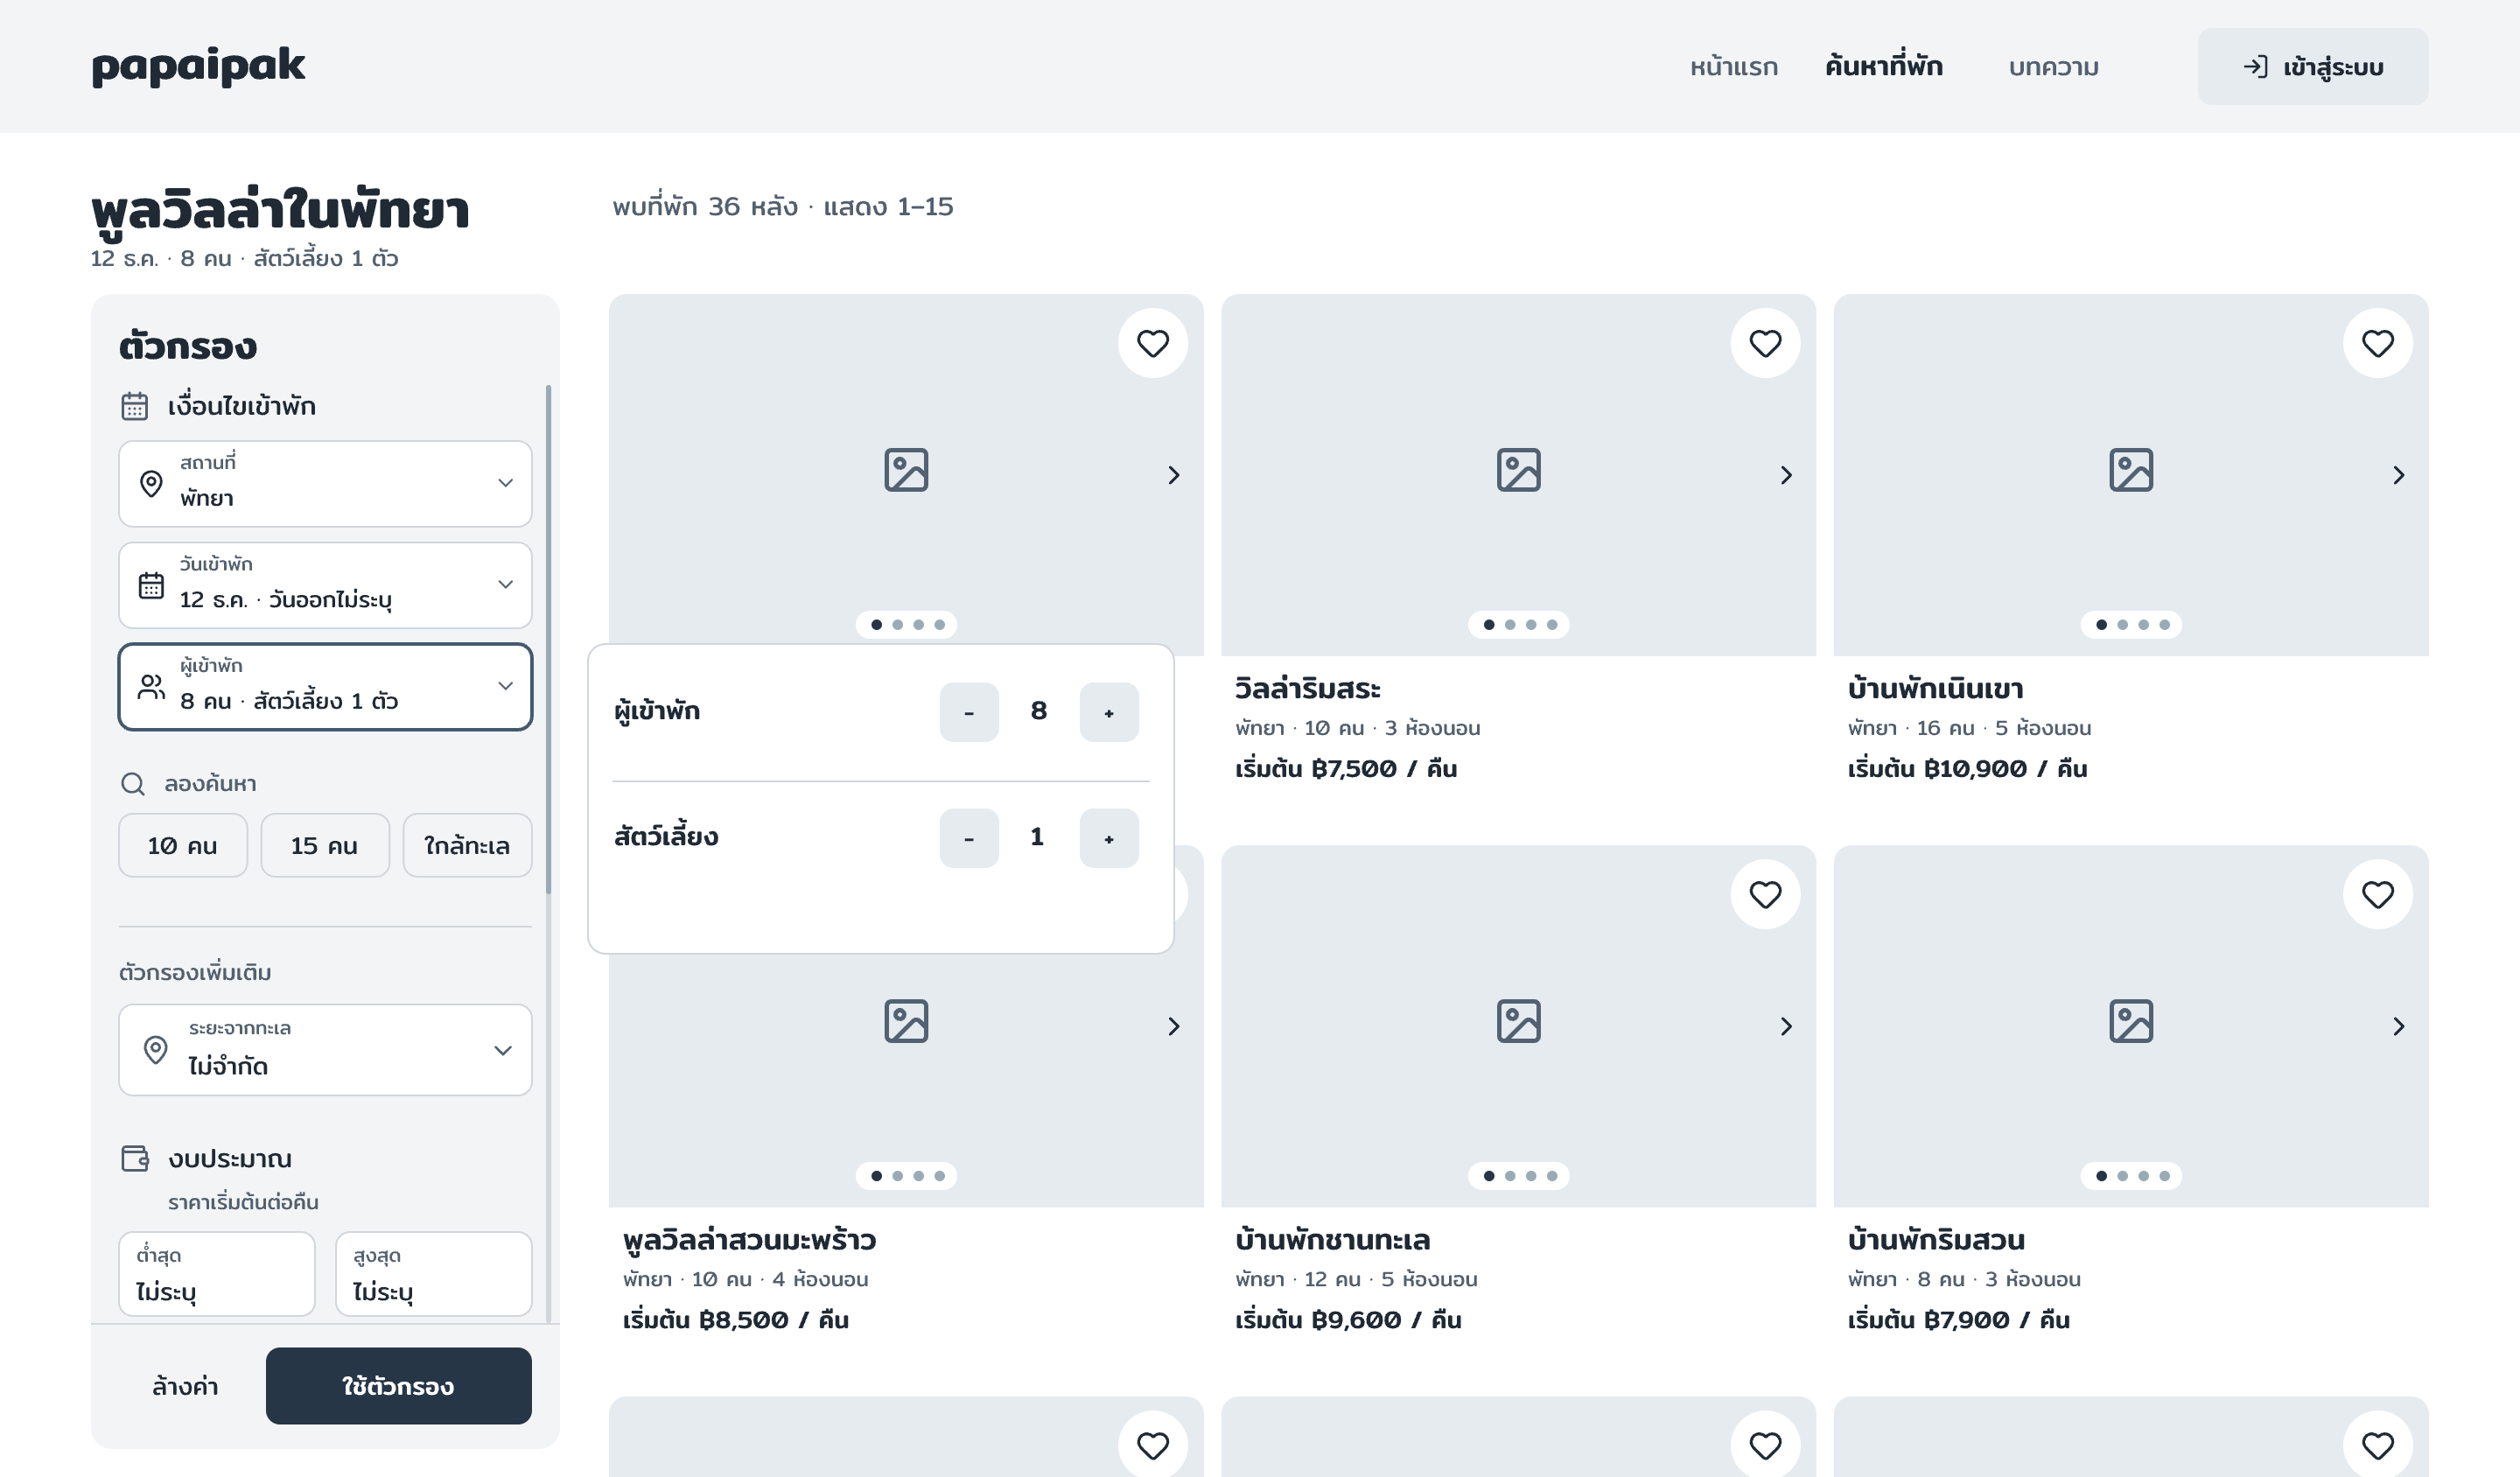 papaipak
หน้าแรก ค้นหาที่พัก บทความ เข้าสู่ระบบ
พูลวิลล่าในพัทยา
12 ธ.ค. · 8 คน · สัตว์เลี้ยง 1 ตัว
พบที่พัก 36 หลัง · แสดง 1–15
ตัวกรอง
เงื่อนไขเข้าพัก
สถานที่
พัทยา
วันเข้าพัก
12 ธ.ค. · วันออกไม่ระบุ
ผู้เข้าพัก
8 คน · สัตว์เลี้ยง 1 ตัว
ลองค้นหา
10 คน 15 คน ใกล้ทะเล
ตัวกรองเพิ่มเติม
ระยะจากทะเล
ไม่จำกัด
งบประมาณ
ราคาเริ่มต้นต่อคืน
ต่ำสุด สูงสุด
ไม่ระบุ ไม่ระบุ
ล้างค่า ใช้ตัวกรอง
ผู้เข้าพัก - 8 +
สัตว์เลี้ยง - 1 +
วิลล่าริมสระ
พัทยา · 10 คน · 3 ห้องนอน
เริ่มต้น ฿7,500 / คืน
บ้านพักเนินเขา
พัทยา · 16 คน · 5 ห้องนอน
เริ่มต้น ฿10,900 / คืน
พูลวิลล่าสวนมะพร้าว
พัทยา · 10 คน · 4 ห้องนอน
เริ่มต้น ฿8,500 / คืน
บ้านพักชานทะเล
พัทยา · 12 คน · 5 ห้องนอน
เริ่มต้น ฿9,600 / คืน
บ้านพักริมสวน
พัทยา · 8 คน · 3 ห้องนอน
เริ่มต้น ฿7,900 / คืน